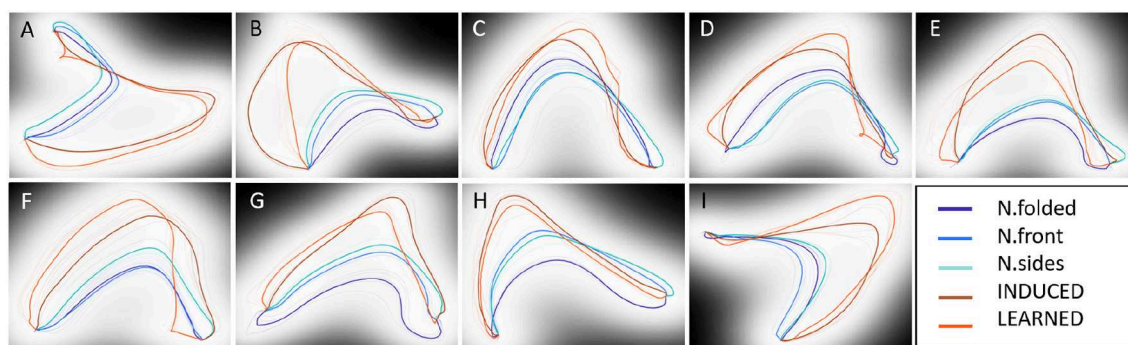 A
B
C
D
E
F
G
H
I
N.folded
N.front
N.sides
INDUCED
LEARNED